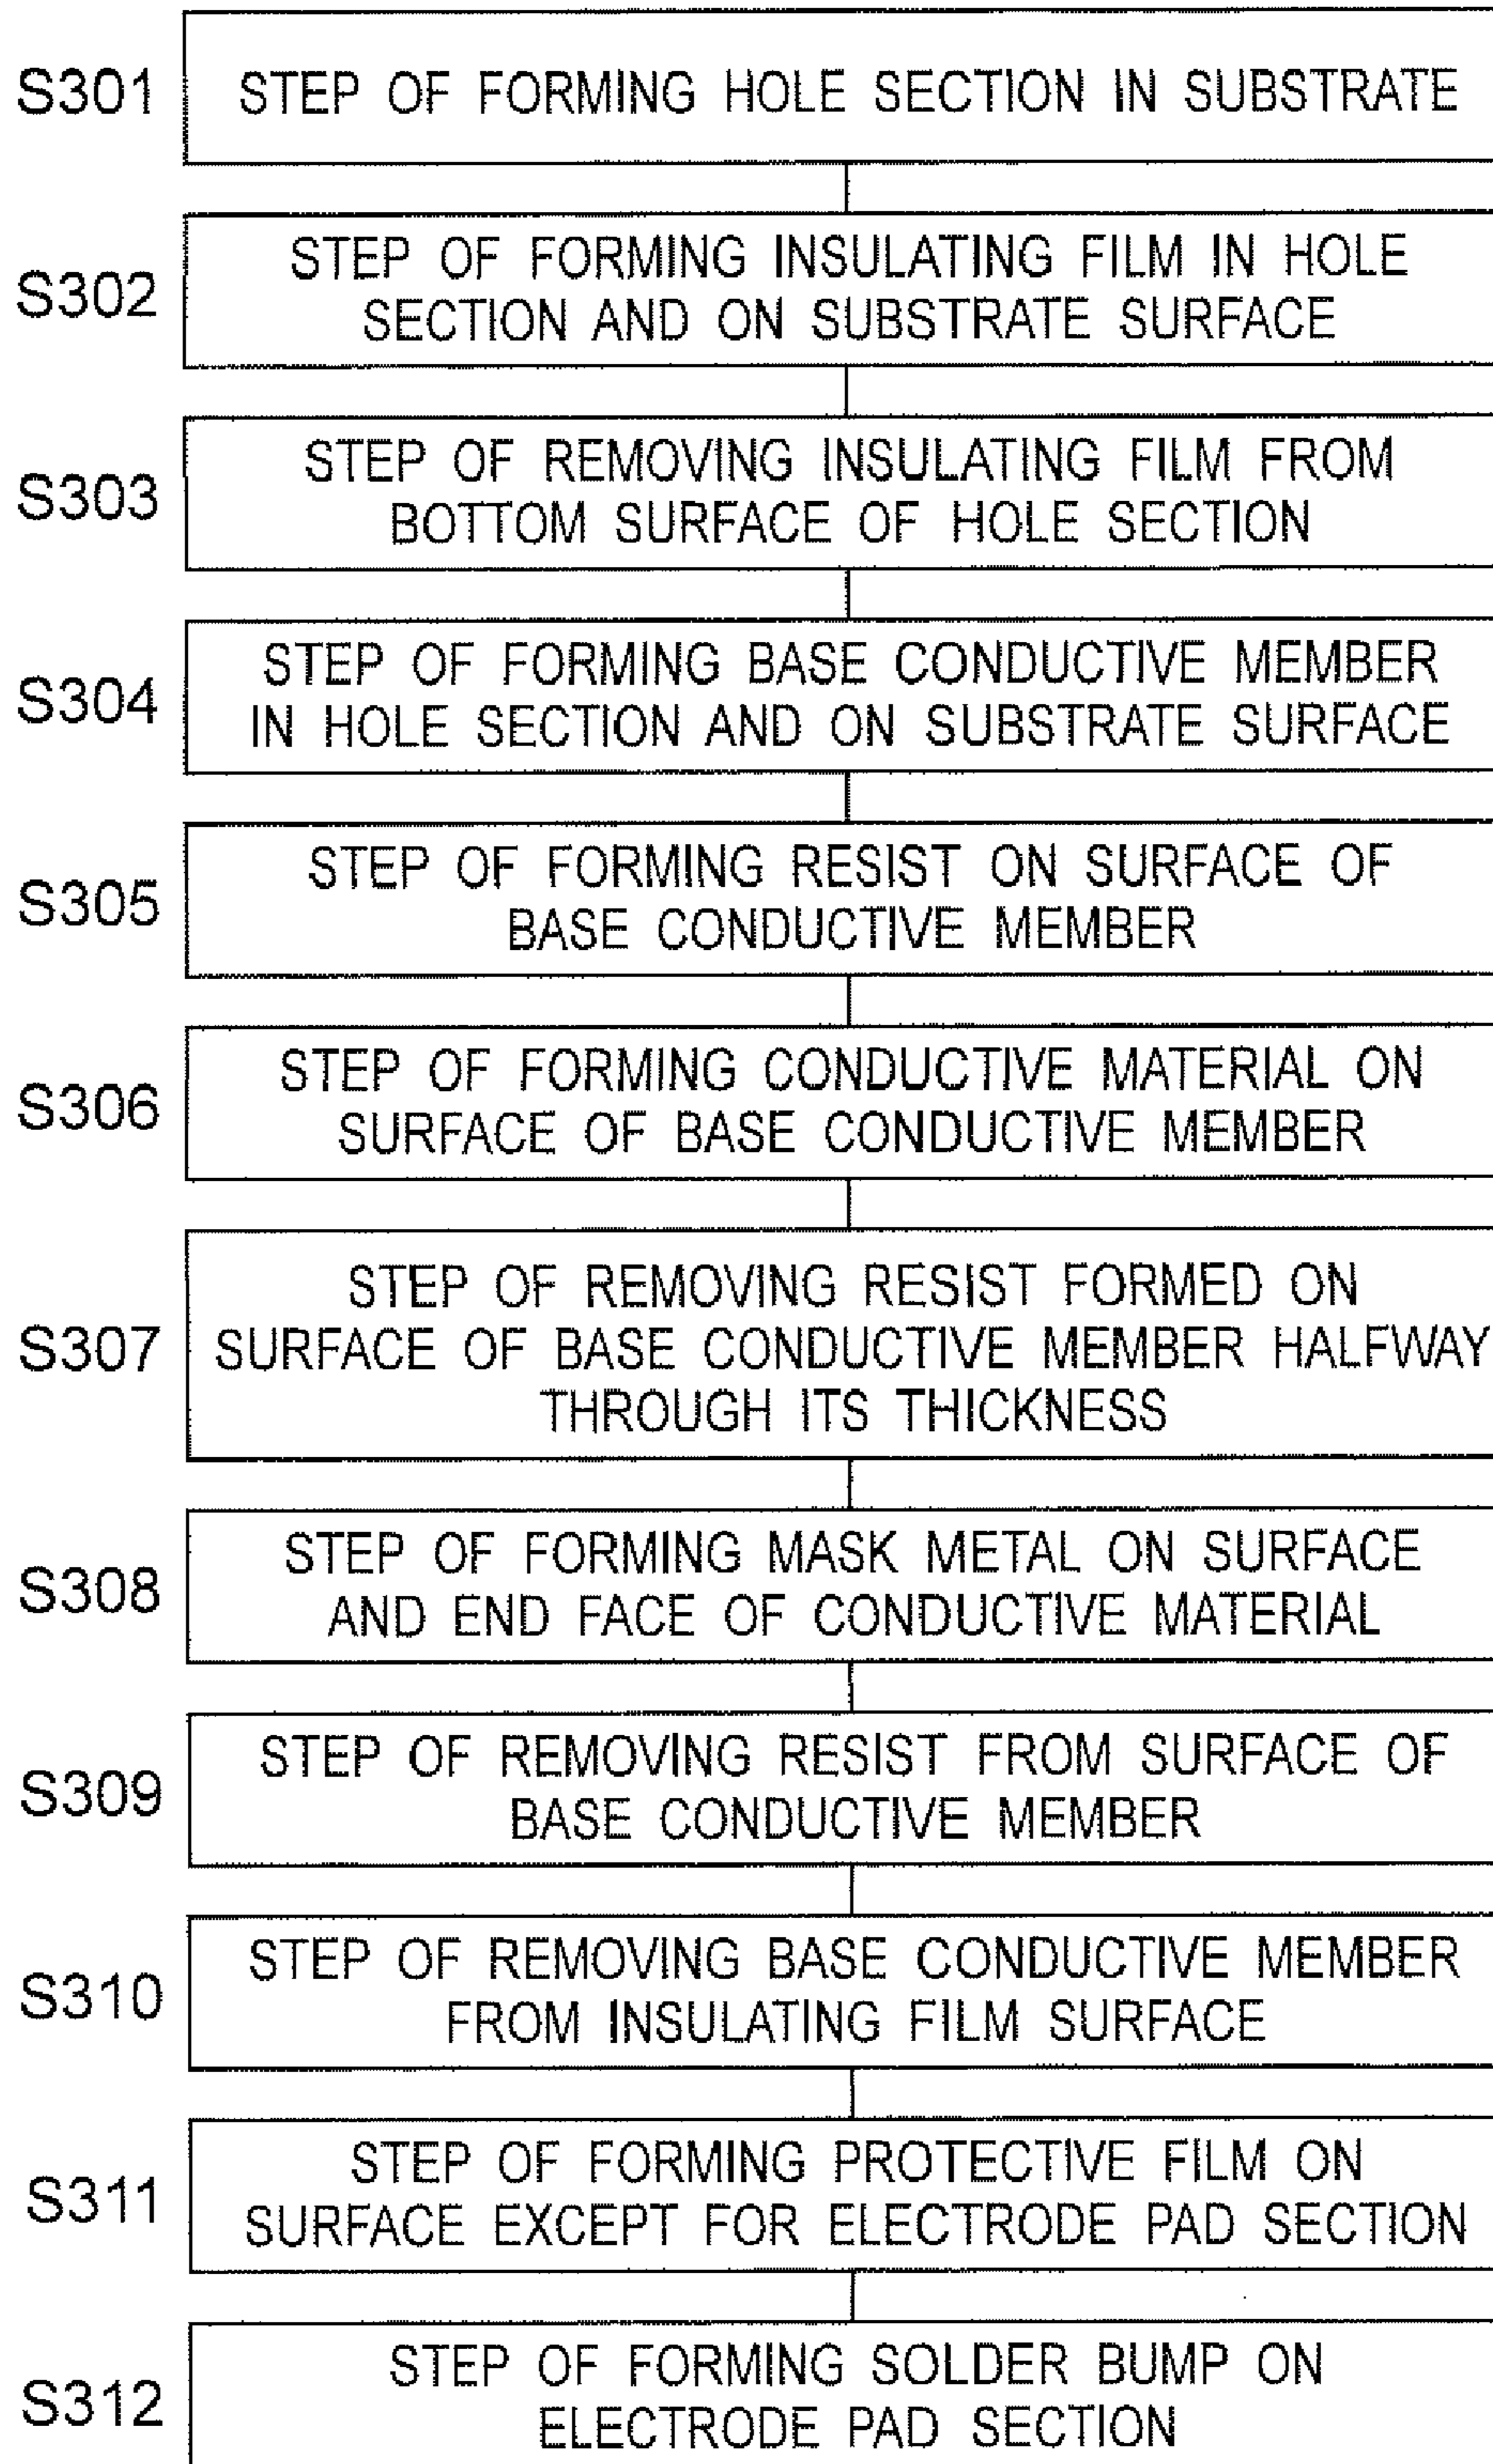 S301
STEP OF FORMING HOLE SECTION IN SUBSTRATE
S302
STEP OF FORMING INSULATING FILM IN HOLE
SECTION AND ON SUBSTRATE SURFACE
S303
STEP OF REMOVING INSULATING FILM FROM
BOTTOM SURFACE OF HOLE SECTION
S304
STEP OF FORMING BASE CONDUCTIVE MEMBER
IN HOLE SECTION AND ON SUBSTRATE SURFACE
S305
STEP OF FORMING RESIST ON SURFACE OF
BASE CONDUCTIVE MEMBER
S306
STEP OF FORMING CONDUCTIVE MATERIAL ON
SURFACE OF BASE CONDUCTIVE MEMBER
S307
STEP OF REMOVING RESIST FORMED ON
SURFACE OF BASE CONDUCTIVE MEMBER HALFWAY
THROUGH ITS THICKNESS
S308
STEP OF FORMING MASK METAL ON SURFACE
AND END FACE OF CONDUCTIVE MATERIAL
S309
STEP OF REMOVING RESIST FROM SURFACE OF
BASE CONDUCTIVE MEMBER
S310
STEP OF REMOVING BASE CONDUCTIVE MEMBER
FROM INSULATING FILM SURFACE
S311
STEP OF FORMING PROTECTIVE FILM ON
SURFACE EXCEPT FOR ELECTRODE PAD SECTION
S312
STEP OF FORMING SOLDER BUMP ON
ELECTRODE PAD SECTION